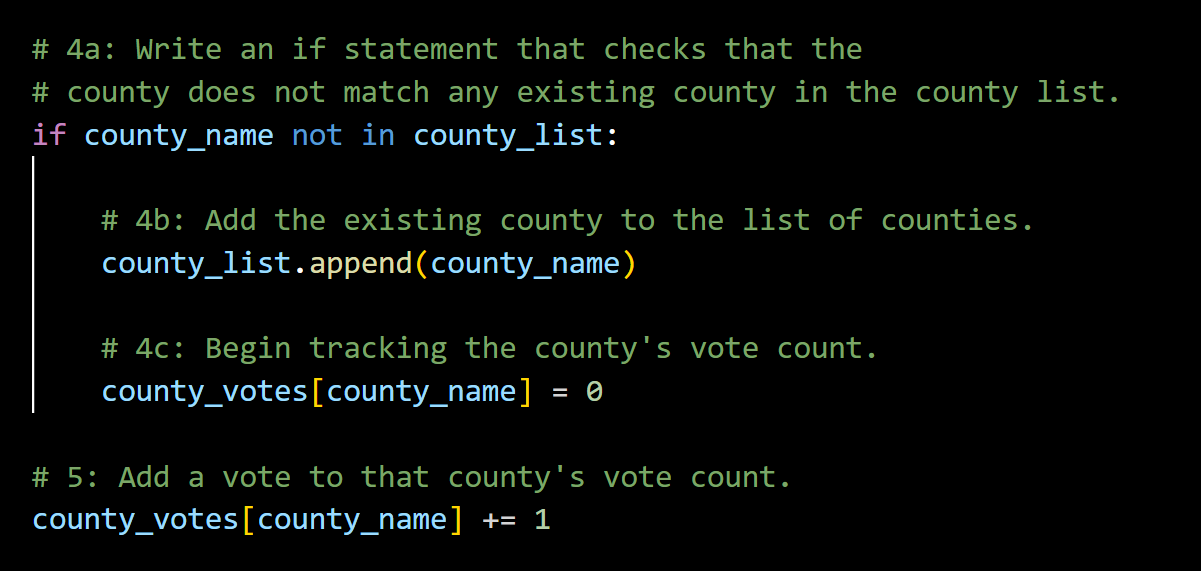 # 4a: Write an if statement that checks that the
# county does not match any existing county in the county list.
if county_name not in county_list:
# 4b: Add the existing county to the list of counties.
county_list.append(county_name)
# 4c: Begin tracking the county's vote count.
county_votes[county_name] = 0
# 5: Add a vote to that county's vote count.
county_votes[county_name] += 1